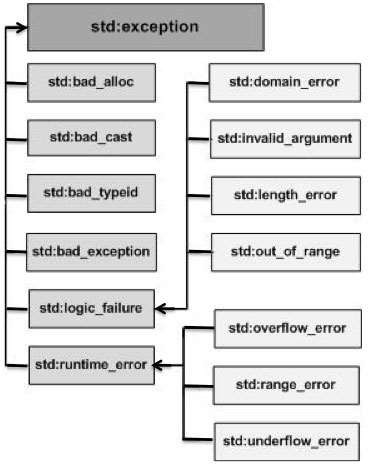 std:exception
std:bad_alloc
std:bad_cast
std:bad_typeid
std:bad_exception
std:logic_failure
std:runtime_error
std:domain_error
std:invalid_argument
std:length_error
std:out_of_range
std:overflow_error
std:range_error
std:underflow_error